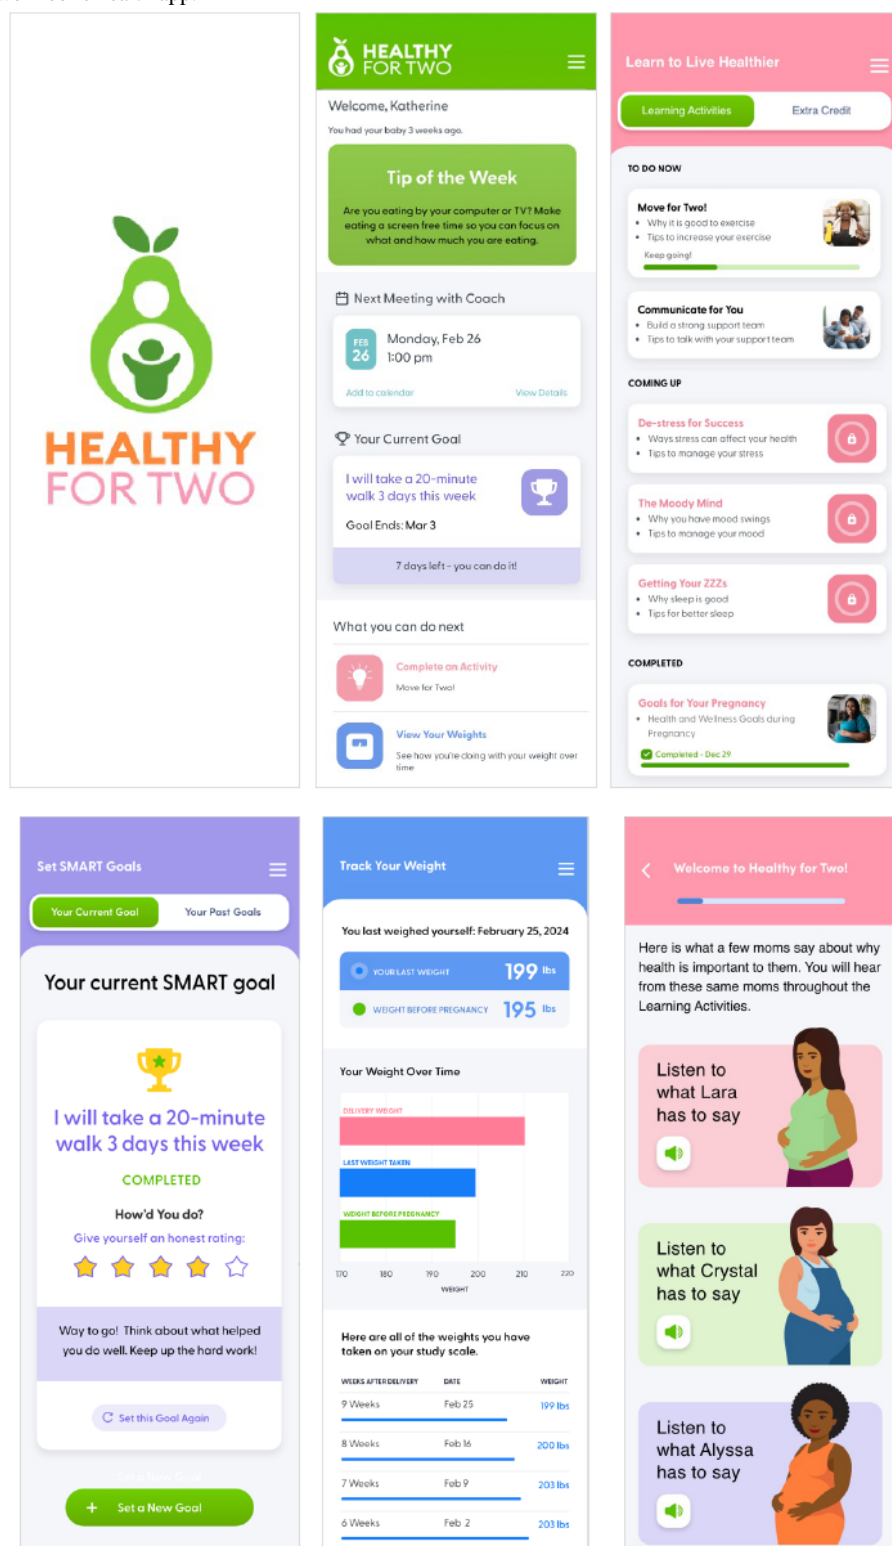 HEALTHY
FOR TWO
HEALTHY
FOR TWO
Welcome, Katherine
You had your baby 3 weeks ago.
Tip of the Week
Are you eating by your computer or TV? Make
eating a screen free time so you can focus on
what and how much you are eating.
Next Meeting with Coach
FEB
26
Monday, Feb 26
1:00 pm
Add to calendar
View Details
Your Current Goal
I will take a 20-minute
walk 3 days this week
Goal Ends: Mar 3
7 days left - you can do it!
What you can do next
Complete an Activity
Move for Two!
View Your Weights
See how you're doing with your weight over
time
Learn to Live Healthier
Learning Activities
Extra Credit
TO DO NOW
Move for Two!
• Why it is good to exercise
• Tips to increase your exercise
Keep going!
Communicate for You
• Build a strong support team
• Tips to talk with your support team
COMING UP
De-stress for Success
• Ways stress can affect your health
• Tips to manage your stress
The Moody Mind
• Why you have mood swings
• Tips to manage your mood
Getting Your ZZZs
• Why sleep is good
• Tips for better sleep
COMPLETED
Goals for Your Pregnancy
• Health and Wellness Goals during
Pregnancy
Completed - Dec 29
Set SMART Goals
Your Current Goal
Your Past Goals
Your current SMART goal
I will take a 20-minute
walk 3 days this week
COMPLETED
How'd You do?
Give yourself an honest rating:
Way to go! Think about what helped
you do well. Keep up the hard work!
Set this Goal Again
Set a New Goal
+ Set a New Goal
Track Your Weight
You last weighed yourself: February 25, 2024
YOUR LAST WEIGHT 199 lbs
WEIGHT BEFORE PREGNANCY 195 lbs
Your Weight Over Time
DELIVERY WEIGHT
LAST WEIGHT TAKEN
WEIGHT BEFORE PREGNANCY
170 180 190 200 210 220
WEIGHT
Here are all of the weights you have
taken on your study scale.
WEEKS AFTER DELIVERY DATE WEIGHT
9 Weeks Feb 25 199 lbs
8 Weeks Feb 16 200 lbs
7 Weeks Feb 9 203 lbs
6 Weeks Feb 2 203 lbs
Welcome to Healthy for Two!
Here is what a few moms say about why
health is important to them. You will hear
from these same moms throughout the
Learning Activities.
Listen to
what Lara
has to say
Listen to
what Crystal
has to say
Listen to
what Alyssa
has to say